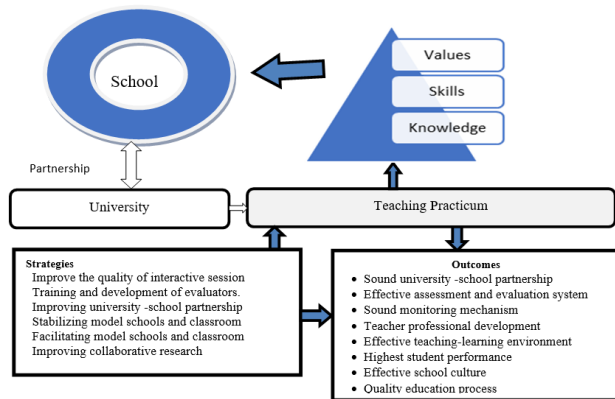 School
Values
Skills
Knowledge
Partnership
University
Teaching Practicum
Strategies
Improve the quality of interactive session
Training and development of evaluators.
Improving university -school partnership
Stabilizing model schools and classroom
Facilitating model schools and classroom
Improving collaborative research
Outcomes
• Sound university -school partnership
• Effective assessment and evaluation system
• Sound monitoring mechanism
• Teacher professional development
• Effective teaching-learning environment
• Highest student performance
• Effective school culture
• Quality education process